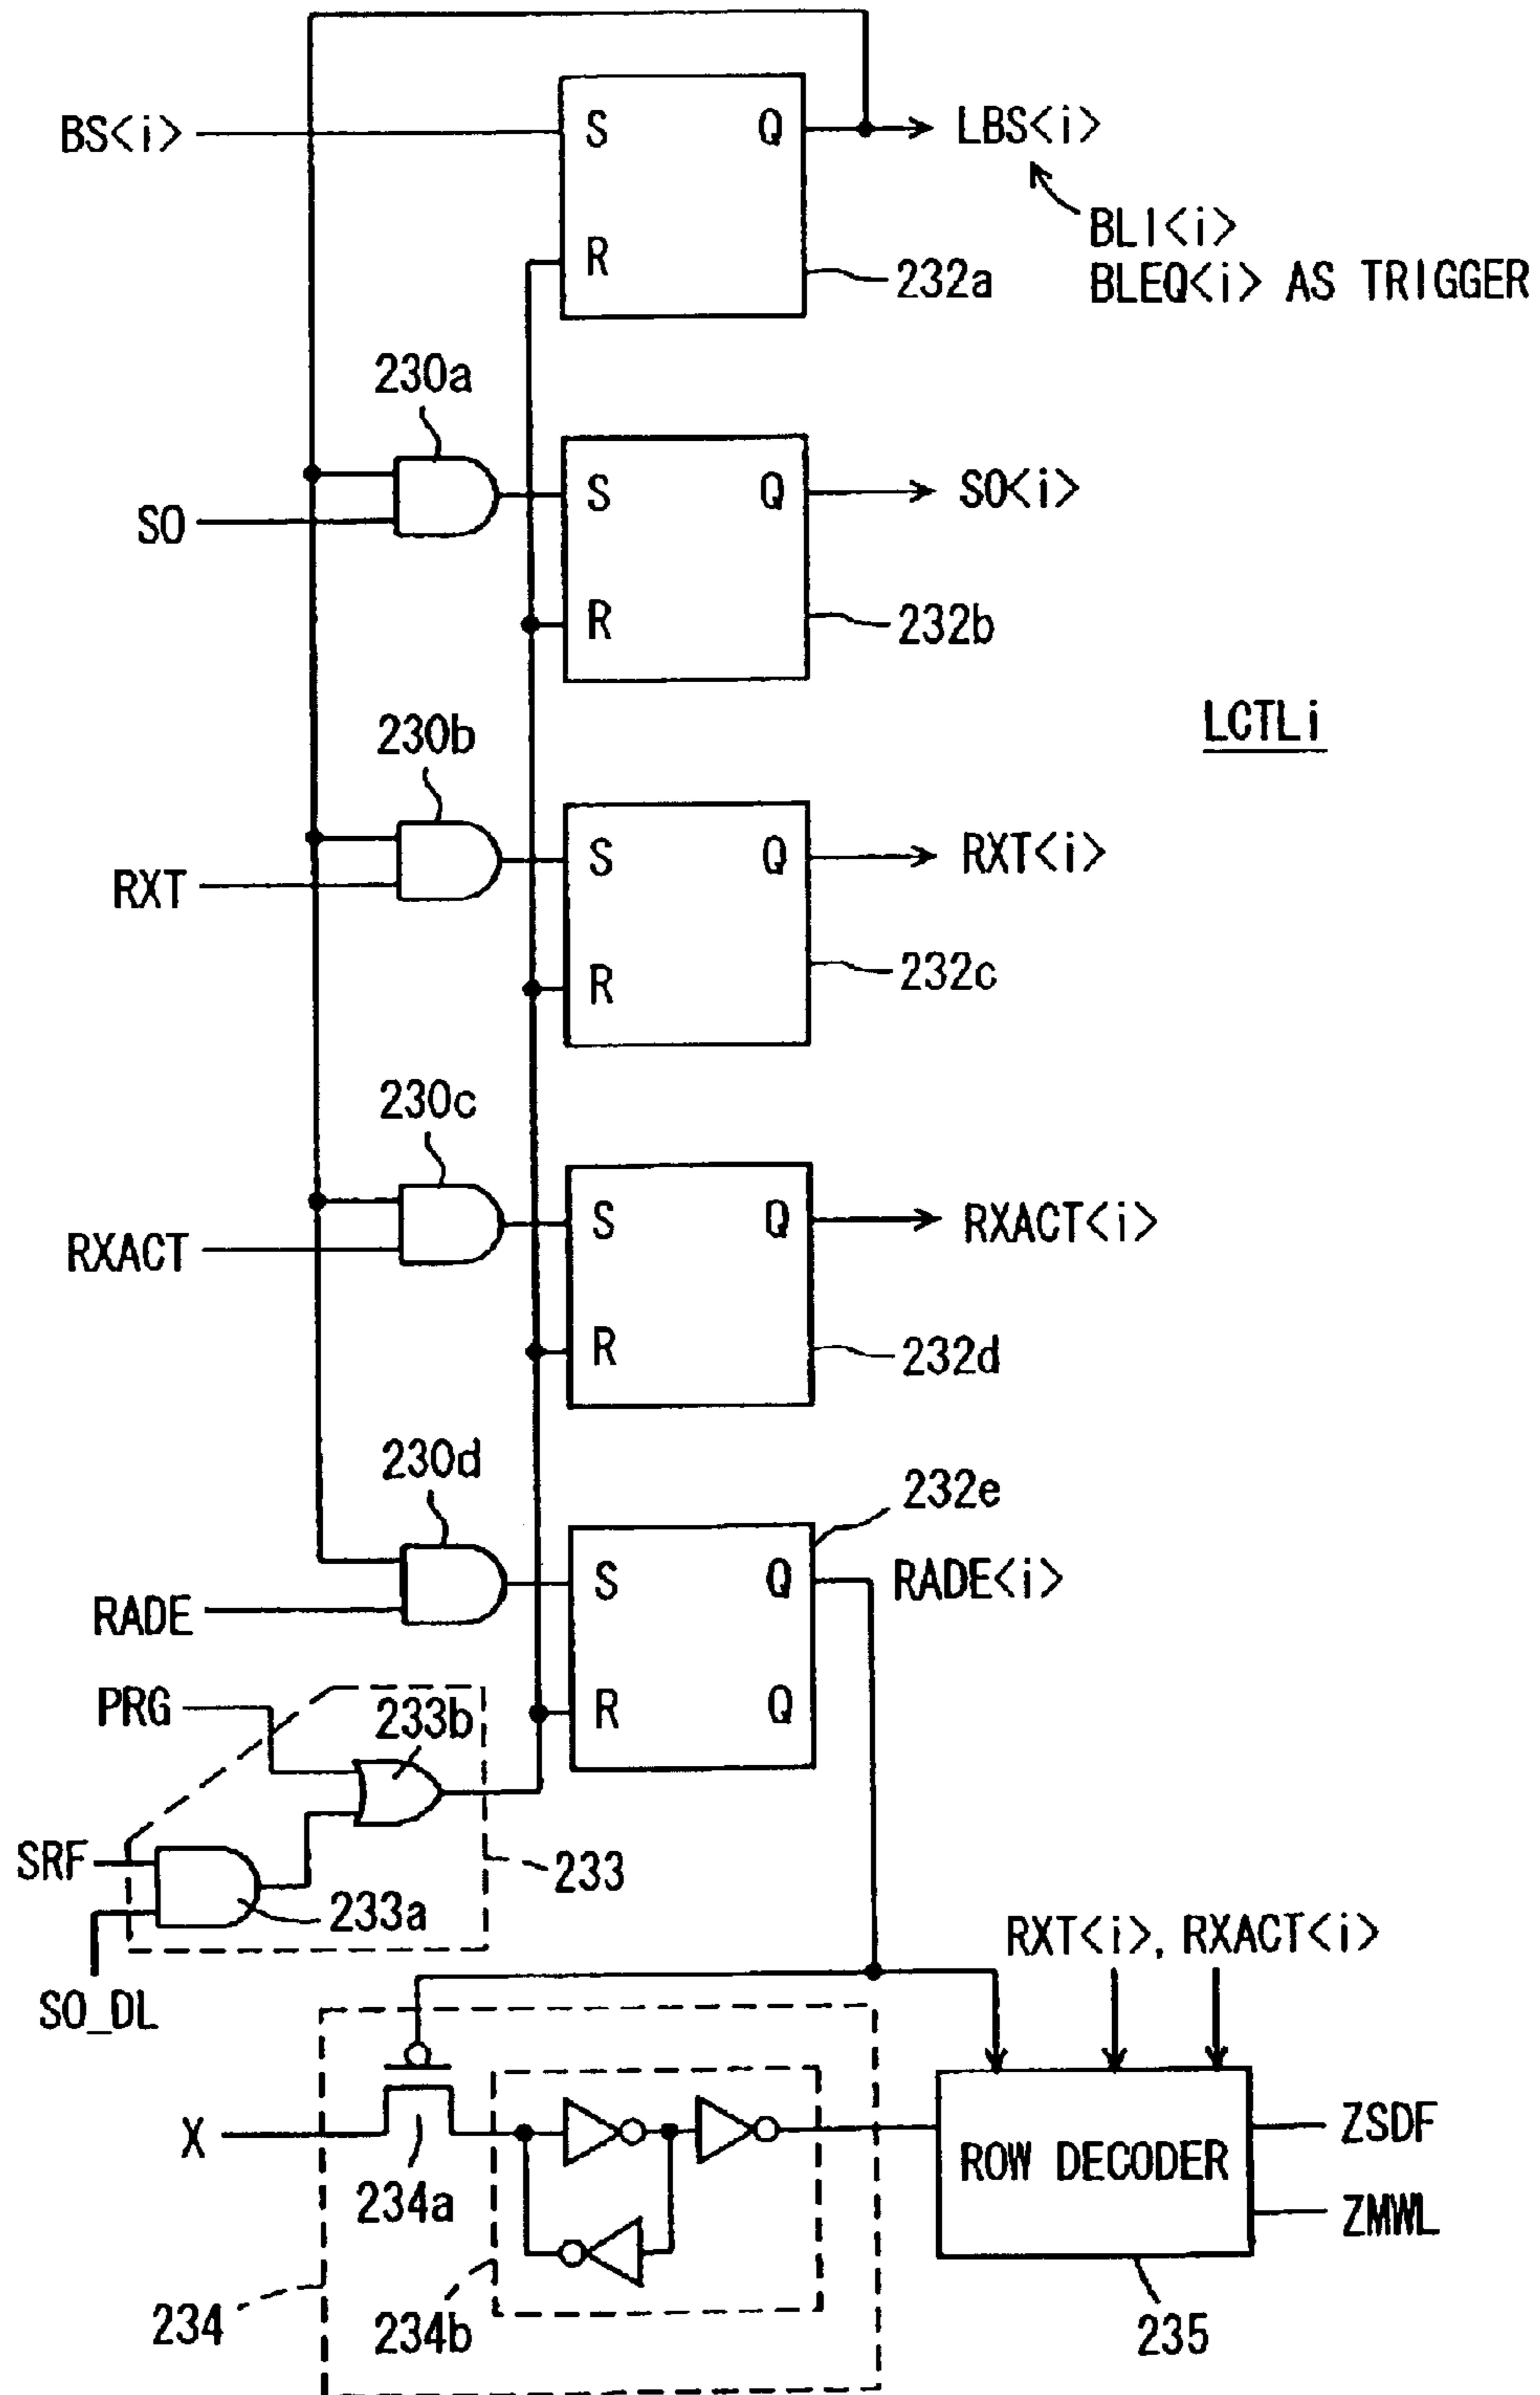 BS<i>
S
Q
LBS<i>
BLI<i>
BLEQ<i> AS TRIGGER
R
232a
230a
SO
S
Q
SO<i>
R
232b
LCTLi
230b
RXT
S
Q
RXT<i>
R
232c
230c
RXACT
S
Q
RXACT<i>
R
232d
230d
232e
RADE
S
Q
RADE<i>
R
Q
PRG
233b
SRF
233
233a
SO_DL
RXT<i>, RXACT<i>
X
234a
ROW DECODER
ZSDF
ZMWL
234
234b
235